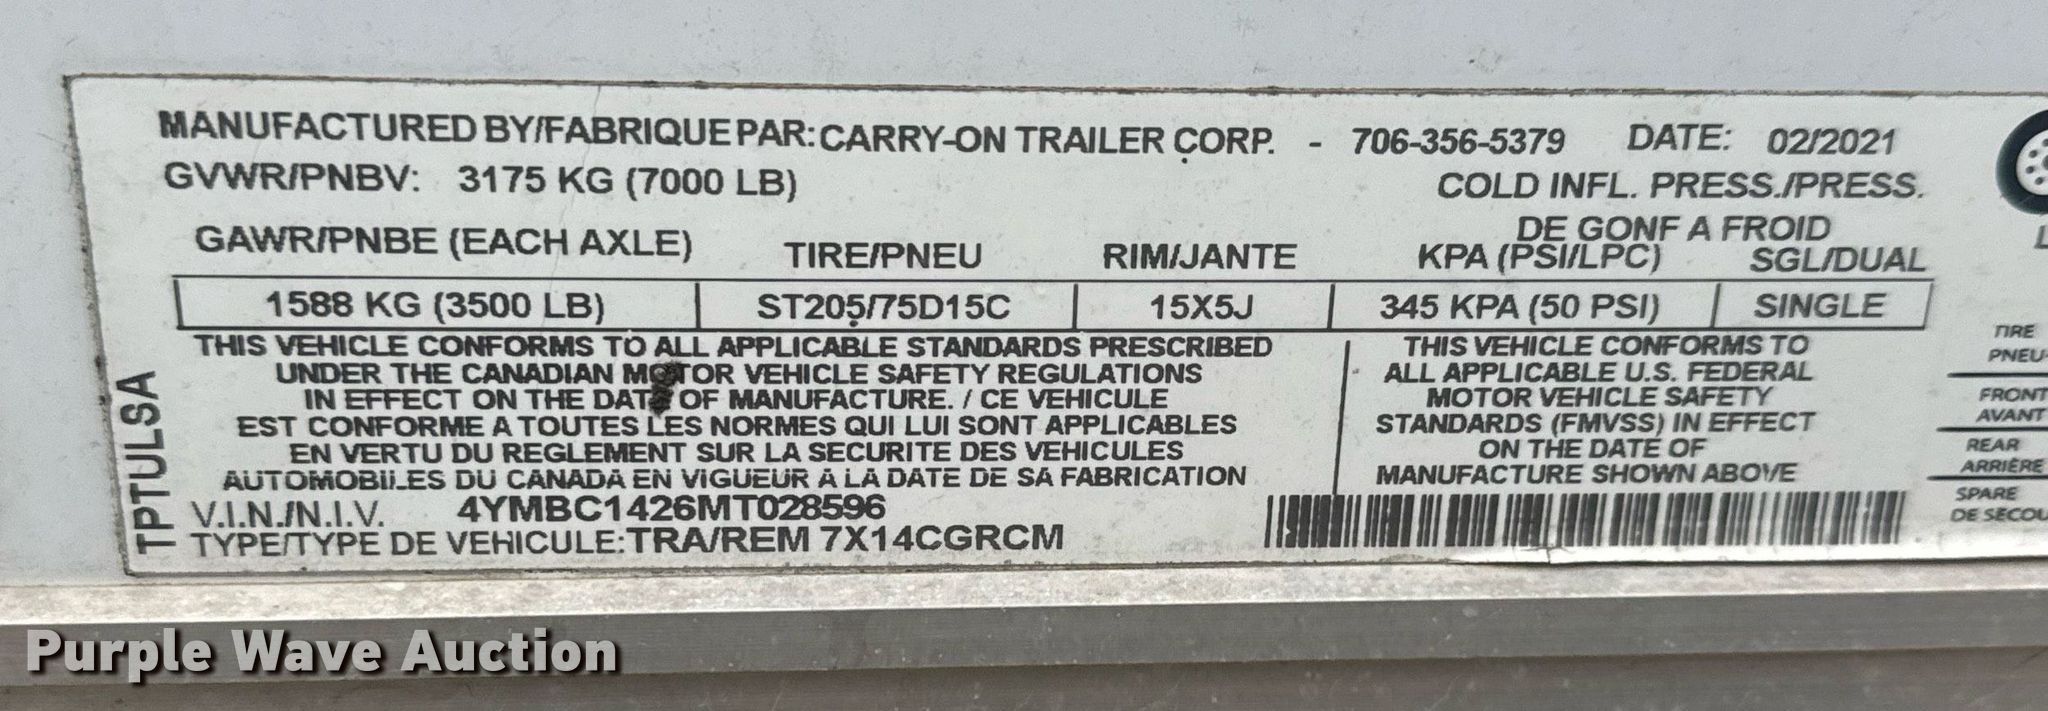 MANUFACTURED BY/FABRIQUE PAR: CARRY-ON TRAILER CORP. - 706-356-5379 DATE: 02/2021
GVWR/PNBV: 3175 KG (7000 LB)
COLD INFL. PRESS./PRESS.
DE GONF A FROID
GAWR/PNBE (EACH AXLE) TIRE/PNEU RIM/JANTE KPA (PSI/LPC) SGL/DUAL
1588 KG (3500 LB) ST205/75D15C 15X5J 345 KPA (50 PSI) SINGLE
THIS VEHICLE CONFORMS TO ALL APPLICABLE STANDARDS PRESCRIBED
UNDER THE CANADIAN MOTOR VEHICLE SAFETY REGULATIONS
IN EFFECT ON THE DATE OF MANUFACTURE. / CE VEHICULE
EST CONFORME A TOUTES LES NORMES QUI LUI SONT APPLICABLES
EN VERTU DU REGLEMENT SUR LA SECURITE DES VEHICULES
AUTOMOBILES DU CANADA EN VIGUEUR A LA DATE DE SA FABRICATION
THIS VEHICLE CONFORMS TO
ALL APPLICABLE U.S. FEDERAL
MOTOR VEHICLE SAFETY
STANDARDS (FMVSS) IN EFFECT
ON THE DATE OF
MANUFACTURE SHOWN ABOVE
V.I.N./N.I.V. 4YMBC1426MT028596
TYPE/TYPE DE VEHICULE: TRA/REM 7X14CGRCM
TPTULSA
TIRE
PNEU
FRONT
AVANT
REAR
ARRIÈRE
SPARE
DE SECOU
Purple Wave Auction